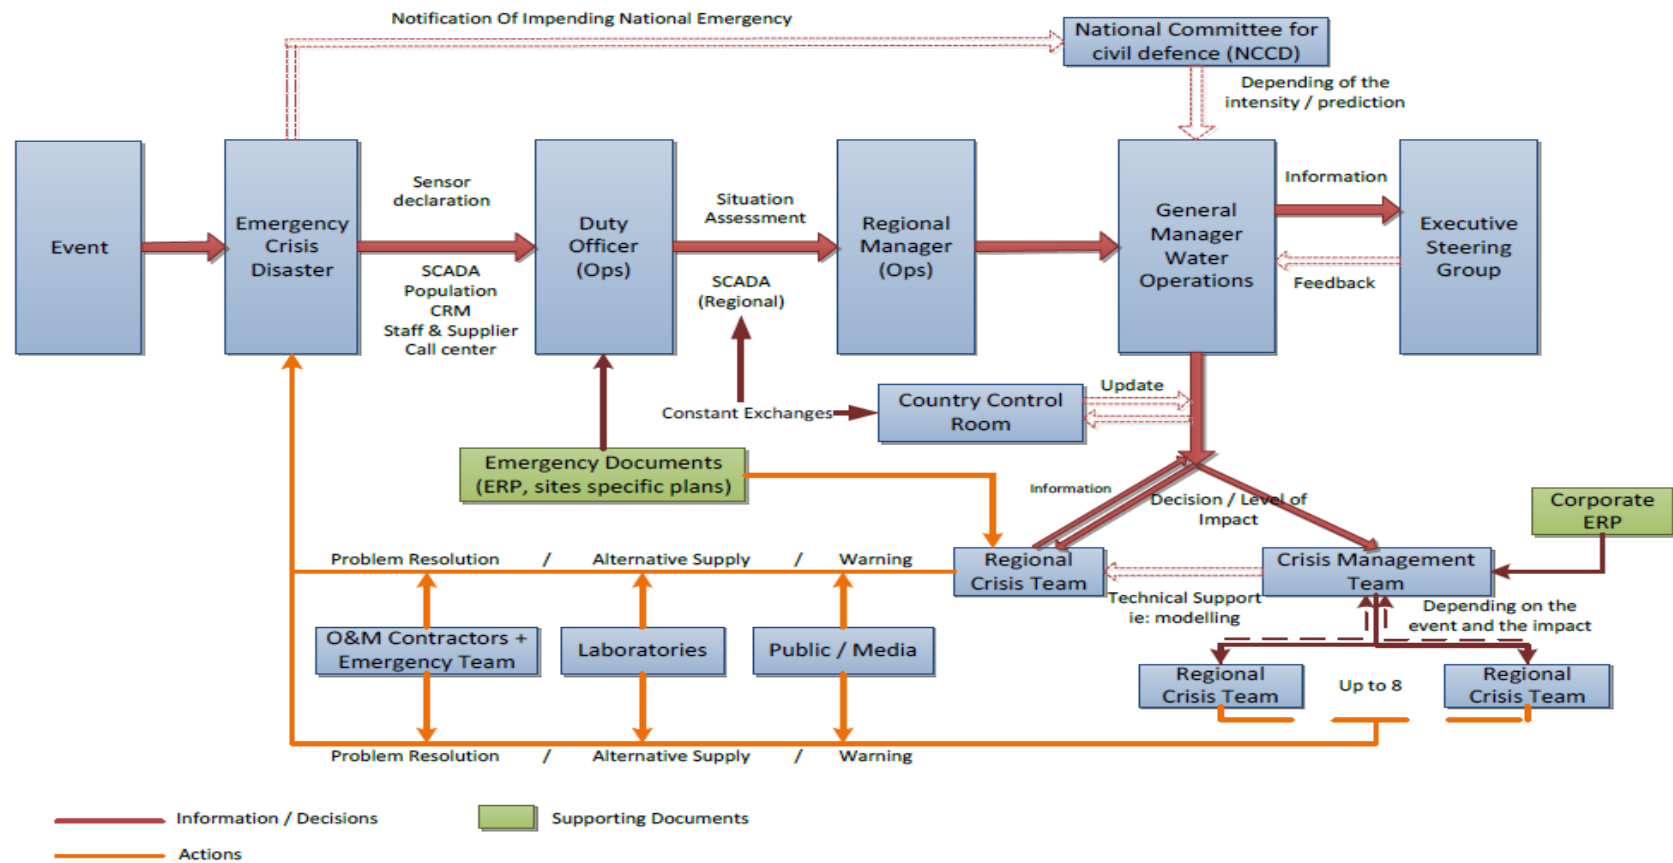 Notification Of Impending National Emergency
National Committee for
civil defence (NCCD)
Depending of the
intensity / prediction
Event
Emergency
Crisis
Disaster
Sensor
declaration
SCADA
Population
CRM
Staff & Supplier
Call center
Duty
Officer
(Ops)
Situation
Assessment
SCADA
(Regional)
Regional
Manager
(Ops)
General
Manager
Water
Operations
Information
Feedback
Executive
Steering
Group
Constant Exchanges
Country Control
Room
Update
Emergency Documents
(ERP, sites specific plans)
Information
Decision / Level of
Impact
Corporate
ERP
Problem Resolution / Alternative Supply / Warning
Regional
Crisis Team
Crisis Management
Team
Technical Support
ie: modelling
Depending on the
event and the impact
O&M Contractors +
Emergency Team
Laboratories
Public / Media
Regional
Crisis Team
Up to 8
Regional
Crisis Team
Problem Resolution / Alternative Supply / Warning
Information / Decisions
Supporting Documents
Actions